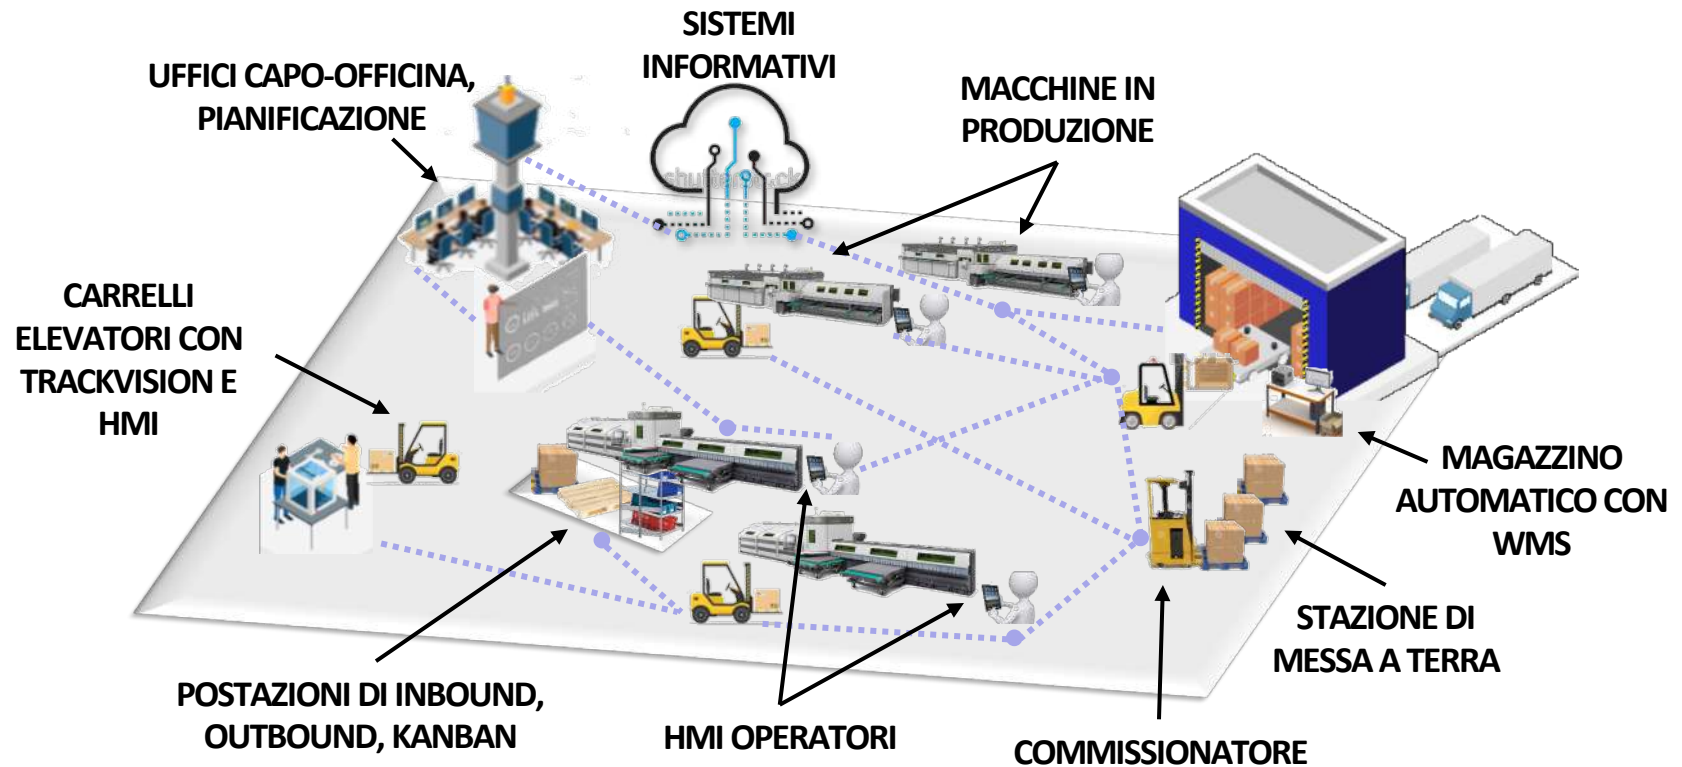 SISTEMI
INFORMATIVI
UFFICI CAPO-OFFICINA,
PIANIFICAZIONE
MACCHINE IN
PRODUZIONE
shutterstock
CARRELLI
ELEVATORI CON
TRACKVISION E
HMI
MAGAZZINO
AUTOMATICO CON
WMS
STAZIONE DI
MESSA A TERRA
POSTAZIONI DI INBOUND,
OUTBOUND, KANBAN
HMI OPERATORI
COMMISSIONATORE